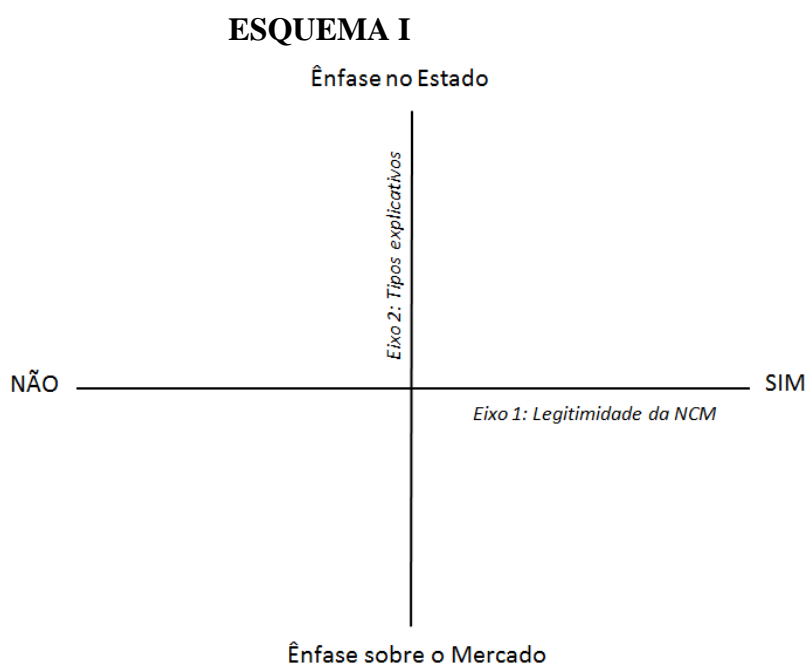 ESQUEMA I
Ênfase no Estado
Eixo 2: Tipos explicativos
NÃO
SIM
Eixo 1: Legitimidade da NCM
Ênfase sobre o Mercado